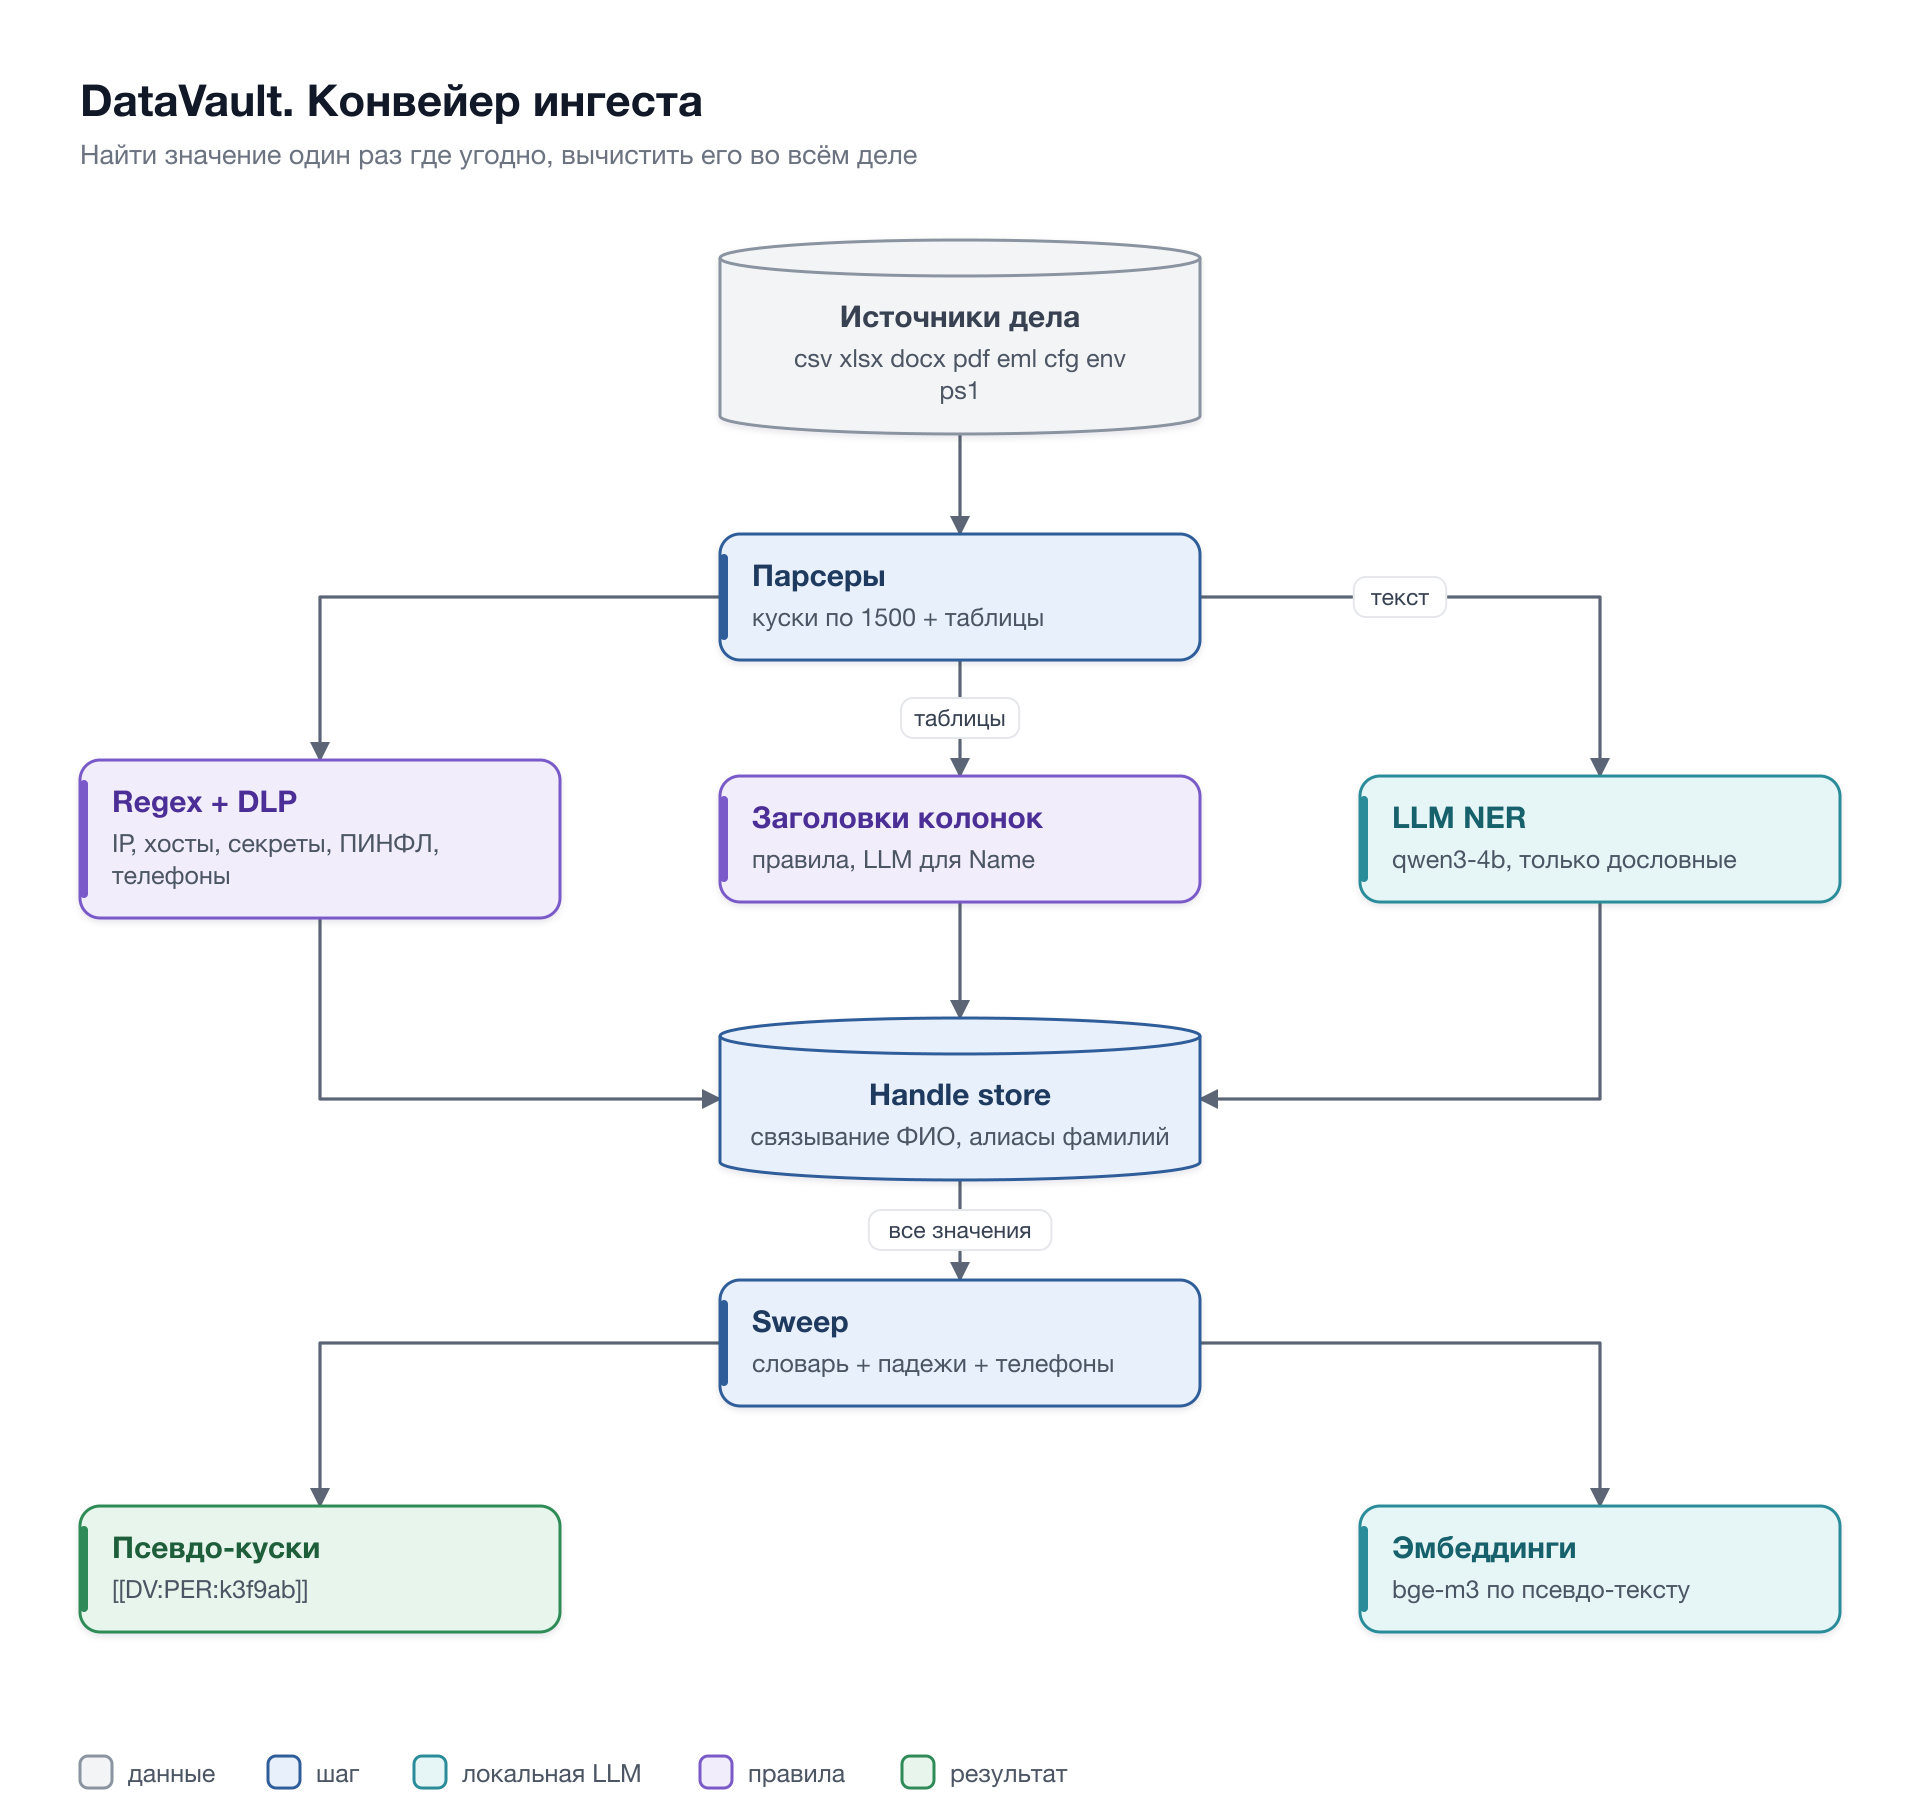 DataVault. Конвейер ингеста
Найти значение один раз где угодно, вычистить его во всём деле
Источники дела
csv xlsx docx pdf eml cfg env
ps1
Парсеры
куски по 1500 + таблицы
текст
таблицы
Regex + DLP
IP, хосты, секреты, ПИНФЛ,
телефоны
Заголовки колонок
правила, LLM для Name
LLM NER
qwen3-4b, только дословные
Handle store
связывание ФИО, алиасы фамилий
все значения
Sweep
словарь + падежи + телефоны
Псевдо-куски
[[DV:PER:k3f9ab]]
Эмбеддинги
bge-m3 по псевдо-тексту
данные
шаг
локальная LLM
правила
результат